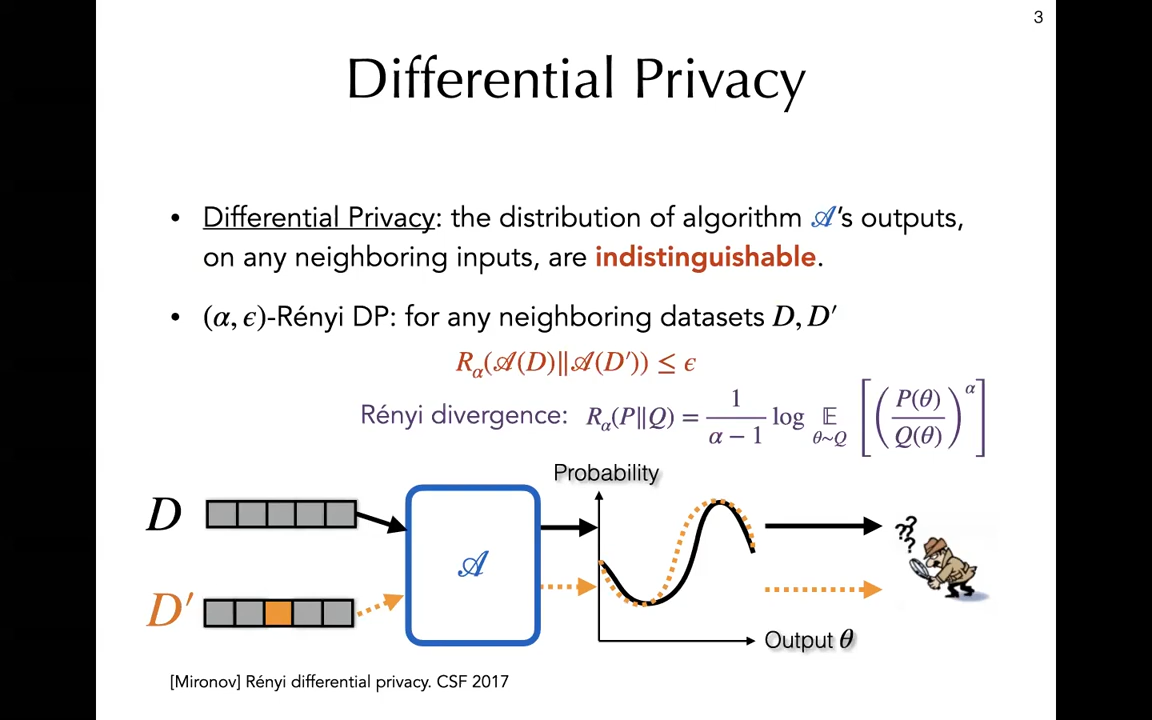 3
Differential Privacy
• Differential Privacy: the distribution of algorithm 𝒜's outputs,
on any neighboring inputs, are indistinguishable.
• (α, ϵ)-Rényi DP: for any neighboring datasets D, D′
R_α(𝒜(D)∥𝒜(D′)) ≤ ϵ
Rényi divergence: R_α(P∥Q) = 1/(α − 1) log 𝔼_{θ~Q} [(P(θ)/Q(θ))^α]
Probability
D
𝒜
???
D′
Output θ
[Mironov] Rényi differential privacy. CSF 2017